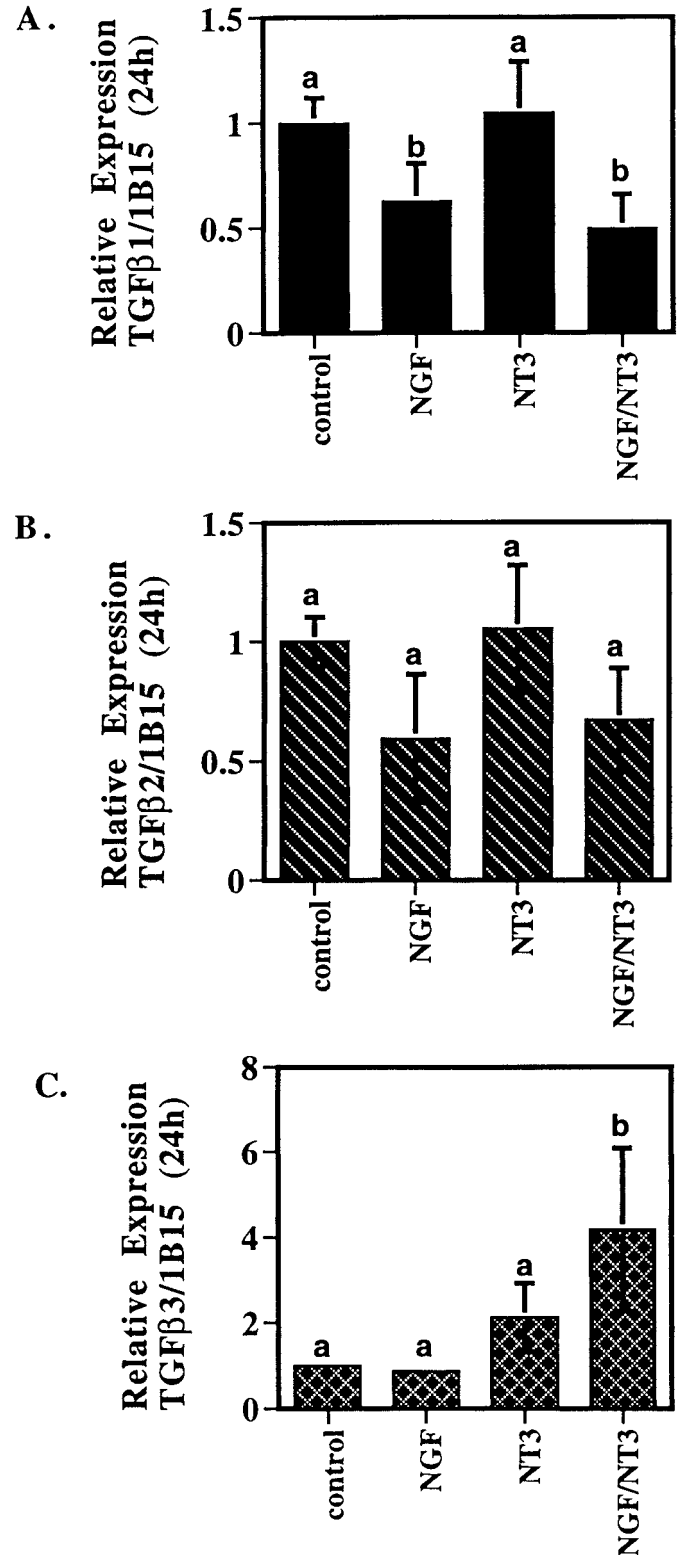 A.
Relative Expression
TGFβ1/1B15 (24h)
1.5
1
0.5
0
a
b
a
b
control
NGF
NT3
NGF/NT3
B.
Relative Expression
TGFβ2/1B15 (24h)
1.5
1
0.5
0
a
a
a
a
control
NGF
NT3
NGF/NT3
C.
Relative Expression
TGFβ3/1B15 (24h)
8
6
4
2
0
a
a
a
b
control
NGF
NT3
NGF/NT3